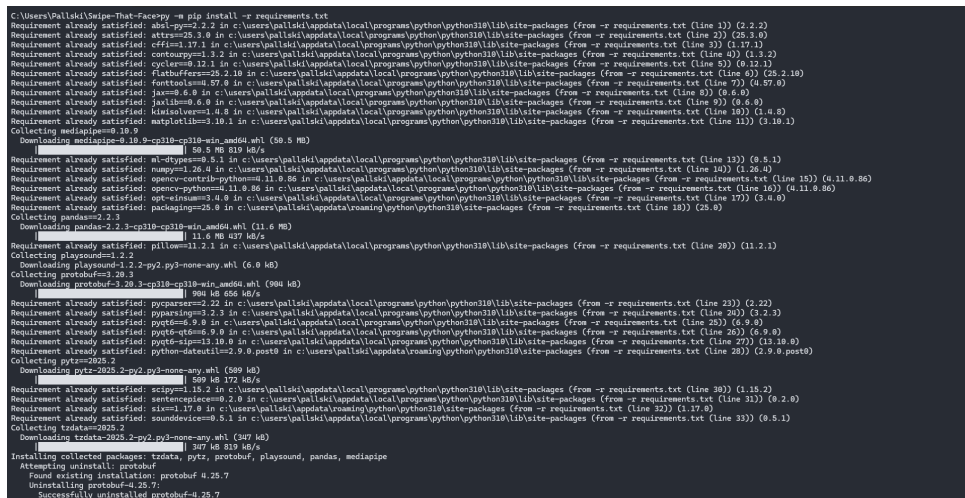 C:\Users\Pallski\Swipe-That-Face>py -m pip install -r requirements.txt
Requirement already satisfied: absl-py==2.2.2 in c:\users\pallski\appdata\local\programs\python\python310\lib\site-packages (from -r requirements.txt (line 1)) (2.2.2)
Requirement already satisfied: attrs==25.3.0 in c:\users\pallski\appdata\local\programs\python\python310\lib\site-packages (from -r requirements.txt (line 2)) (25.3.0)
Requirement already satisfied: cffi==1.17.1 in c:\users\pallski\appdata\local\programs\python\python310\lib\site-packages (from -r requirements.txt (line 3)) (1.17.1)
Requirement already satisfied: contourpy==1.3.2 in c:\users\pallski\appdata\local\programs\python\python310\lib\site-packages (from -r requirements.txt (line 4)) (1.3.2)
Requirement already satisfied: cycler==0.12.1 in c:\users\pallski\appdata\local\programs\python\python310\lib\site-packages (from -r requirements.txt (line 5)) (0.12.1)
Requirement already satisfied: flatbuffers==25.2.10 in c:\users\pallski\appdata\local\programs\python\python310\lib\site-packages (from -r requirements.txt (line 6)) (25.2.10)
Requirement already satisfied: fonttools==4.57.0 in c:\users\pallski\appdata\local\programs\python\python310\lib\site-packages (from -r requirements.txt (line 7)) (4.57.0)
Requirement already satisfied: jax==0.6.0 in c:\users\pallski\appdata\local\programs\python\python310\lib\site-packages (from -r requirements.txt (line 8)) (0.6.0)
Requirement already satisfied: jaxlib==0.6.0 in c:\users\pallski\appdata\local\programs\python\python310\lib\site-packages (from -r requirements.txt (line 9)) (0.6.0)
Requirement already satisfied: kiwisolver==1.4.8 in c:\users\pallski\appdata\local\programs\python\python310\lib\site-packages (from -r requirements.txt (line 10)) (1.4.8)
Requirement already satisfied: matplotlib==3.10.1 in c:\users\pallski\appdata\local\programs\python\python310\lib\site-packages (from -r requirements.txt (line 11)) (3.10.1)
Collecting mediapipe==0.10.9
Downloading mediapipe-0.10.9-cp310-cp310-win_amd64.whl (50.5 MB)
| | 50.5 MB 819 kB/s
Requirement already satisfied: ml-dtypes==0.5.1 in c:\users\pallski\appdata\local\programs\python\python310\lib\site-packages (from -r requirements.txt (line 13)) (0.5.1)
Requirement already satisfied: numpy==1.26.4 in c:\users\pallski\appdata\local\programs\python\python310\lib\site-packages (from -r requirements.txt (line 14)) (1.26.4)
Requirement already satisfied: opencv-contrib-python==4.11.0.86 in c:\users\pallski\appdata\local\programs\python\python310\lib\site-packages (from -r requirements.txt (line 15)) (4.11.0.86)
Requirement already satisfied: opencv-python==4.11.0.86 in c:\users\pallski\appdata\local\programs\python\python310\lib\site-packages (from -r requirements.txt (line 16)) (4.11.0.86)
Requirement already satisfied: opt-einsum==3.4.0 in c:\users\pallski\appdata\local\programs\python\python310\lib\site-packages (from -r requirements.txt (line 17)) (3.4.0)
Requirement already satisfied: packaging==25.0 in c:\users\pallski\appdata\roaming\python\python310\site-packages (from -r requirements.txt (line 18)) (25.0)
Collecting pandas==2.2.3
Downloading pandas-2.2.3-cp310-cp310-win_amd64.whl (11.6 MB)
| | 11.6 MB 437 kB/s
Requirement already satisfied: pillow==11.2.1 in c:\users\pallski\appdata\local\programs\python\python310\lib\site-packages (from -r requirements.txt (line 20)) (11.2.1)
Collecting playsound==1.2.2
Downloading playsound-1.2.2-py2.py3-none-any.whl (6.0 kB)
Collecting protobuf==3.20.3
Downloading protobuf-3.20.3-cp310-cp310-win_amd64.whl (904 kB)
| | 904 kB 656 kB/s
Requirement already satisfied: pycparser==2.22 in c:\users\pallski\appdata\local\programs\python\python310\lib\site-packages (from -r requirements.txt (line 23)) (2.22)
Requirement already satisfied: pyparsing==3.2.3 in c:\users\pallski\appdata\local\programs\python\python310\lib\site-packages (from -r requirements.txt (line 24)) (3.2.3)
Requirement already satisfied: pyqt6==6.9.0 in c:\users\pallski\appdata\local\programs\python\python310\lib\site-packages (from -r requirements.txt (line 25)) (6.9.0)
Requirement already satisfied: pyqt6-qt6==6.9.0 in c:\users\pallski\appdata\local\programs\python\python310\lib\site-packages (from -r requirements.txt (line 26)) (6.9.0)
Requirement already satisfied: pyqt6-sip==13.10.0 in c:\users\pallski\appdata\local\programs\python\python310\lib\site-packages (from -r requirements.txt (line 27)) (13.10.0)
Requirement already satisfied: python-dateutil==2.9.0.post0 in c:\users\pallski\appdata\roaming\python\python310\site-packages (from -r requirements.txt (line 28)) (2.9.0.post0)
Collecting pytz==2025.2
Downloading pytz-2025.2-py2.py3-none-any.whl (509 kB)
| | 509 kB 172 kB/s
Requirement already satisfied: scipy==1.15.2 in c:\users\pallski\appdata\local\programs\python\python310\lib\site-packages (from -r requirements.txt (line 30)) (1.15.2)
Requirement already satisfied: sentencepiece==0.2.0 in c:\users\pallski\appdata\local\programs\python\python310\lib\site-packages (from -r requirements.txt (line 31)) (0.2.0)
Requirement already satisfied: six==1.17.0 in c:\users\pallski\appdata\roaming\python\python310\site-packages (from -r requirements.txt (line 32)) (1.17.0)
Requirement already satisfied: sounddevice==0.5.1 in c:\users\pallski\appdata\local\programs\python\python310\lib\site-packages (from -r requirements.txt (line 33)) (0.5.1)
Collecting tzdata==2025.2
Downloading tzdata-2025.2-py2.py3-none-any.whl (347 kB)
| | 347 kB 819 kB/s
Installing collected packages: tzdata, pytz, protobuf, playsound, pandas, mediapipe
Attempting uninstall: protobuf
Found existing installation: protobuf 4.25.7
Uninstalling protobuf-4.25.7:
Successfully uninstalled protobuf-4.25.7